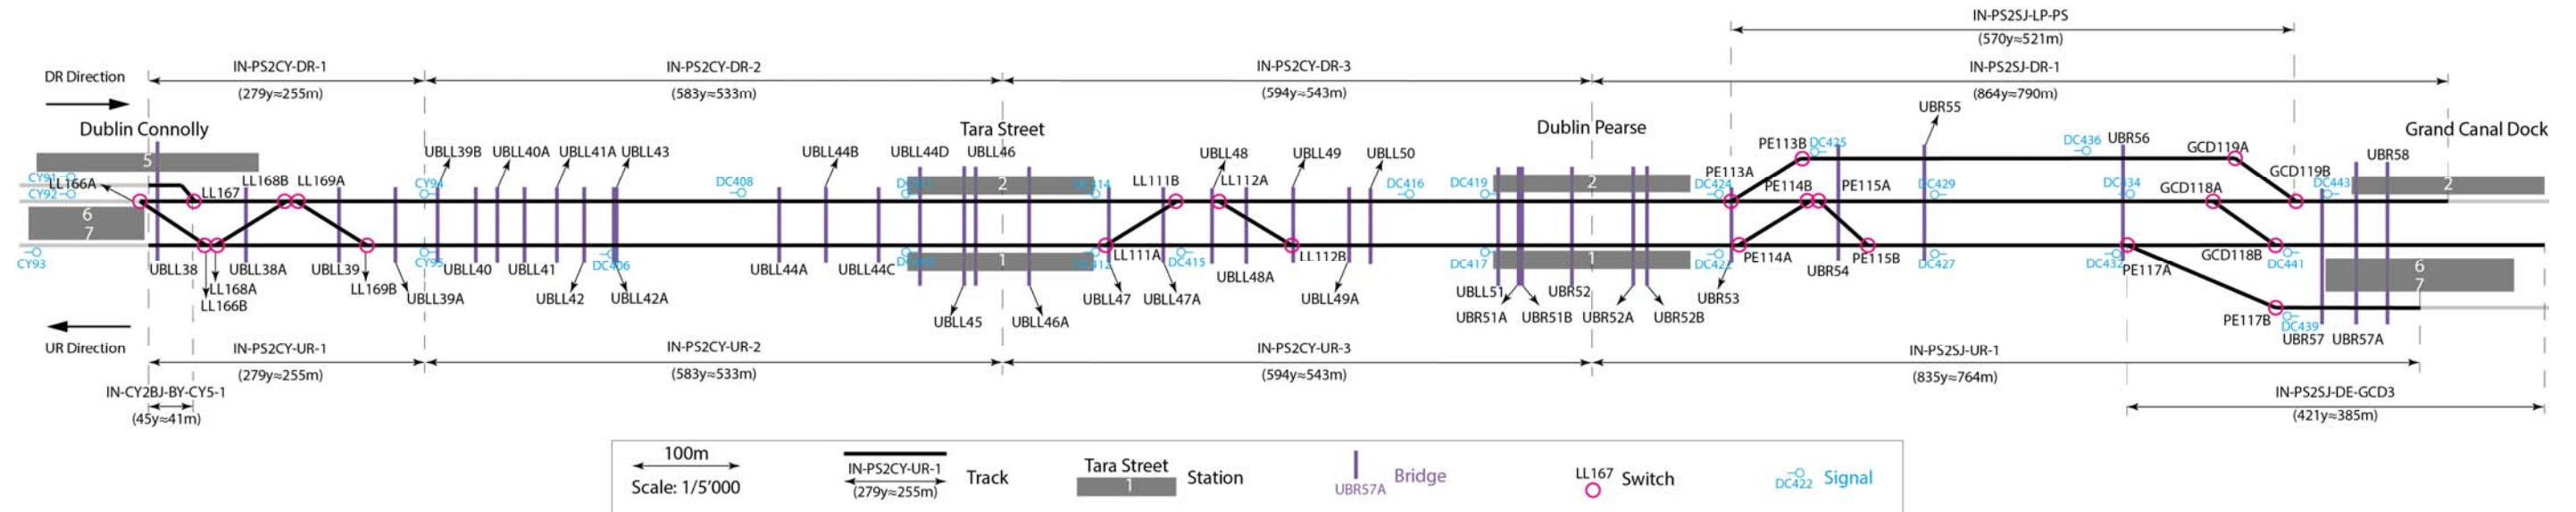 IN-PS2SJ-LP-PS
(570y≈521m)
DR Direction
IN-PS2CY-DR-1
IN-PS2CY-DR-2
IN-PS2CY-DR-3
IN-PS2SJ-DR-1
(279y≈255m)
(583y≈533m)
(594y≈543m)
(864y≈790m)
UBR55
Dublin Connolly
Tara Street
Dublin Pearse
Grand Canal Dock
UBLL39B
UBLL40A
UBLL41A
UBLL43
UBLL44B
UBLL44D
UBLL46
UBLL48
UBLL49
UBLL50
PE113B
DC425
DC436
UBR56
GCD119A
UBR58
5
CY91
CY92
LL166A
LL167
LL168B
LL169A
CY94
DC408
2
DC414
LL111B
LL112A
DC416
DC419
2
DC424
PE113A
PE114B
PE115A
DC429
DC434
GCD118A
GCD119B
DC443
2
6
7
CY93
UBLL38
UBLL38A
UBLL39
CY95
UBLL40
UBLL41
DC406
UBLL44A
UBLL44C
1
DC412
LL111A
DC415
UBLL48A
LL112B
DC417
1
DC422
PE114A
UBR54
PE115B
DC427
DC432
PE117A
GCD118B
DC441
6
7
LL168A
LL166B
LL169B
UBLL39A
UBLL42
UBLL42A
UBLL45
UBLL46A
UBLL47
UBLL47A
UBLL49A
UBLL51
UBR51A
UBR51B
UBR52
UBR52A
UBR52B
UBR53
PE117B
DC439
UBR57
UBR57A
UR Direction
IN-PS2CY-UR-1
IN-PS2CY-UR-2
IN-PS2CY-UR-3
IN-PS2SJ-UR-1
(279y≈255m)
(583y≈533m)
(594y≈543m)
(835y≈764m)
IN-CY2BJ-BY-CY5-1
(45y≈41m)
IN-PS2SJ-DE-GCD3
(421y≈385m)
100m
Scale: 1/5'000
IN-PS2CY-UR-1
(279y≈255m)
Track
Tara Street
1
Station
UBR57A
Bridge
LL167
Switch
DC422
Signal